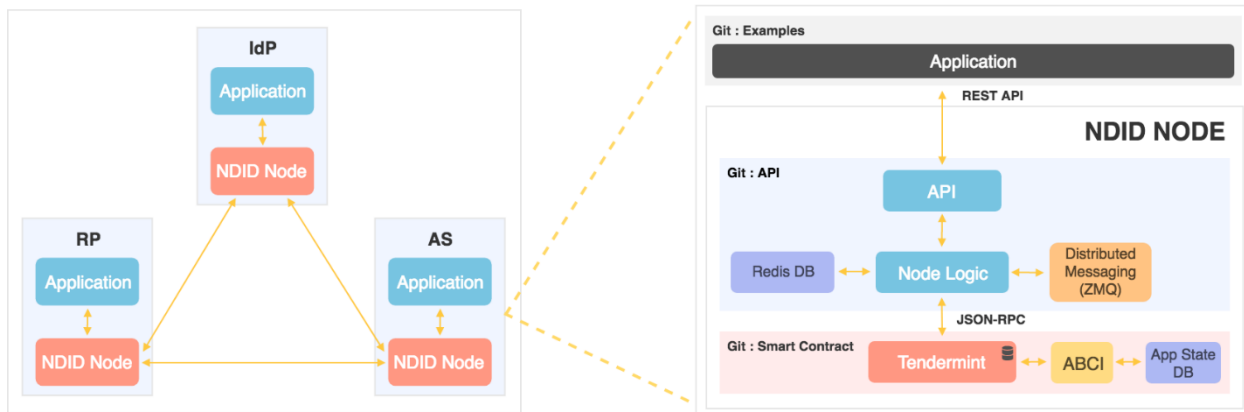 IdP
Application
NDID Node
RP
Application
NDID Node
AS
Application
NDID Node
Git : Examples
Application
REST API
NDID NODE
Git : API
API
Redis DB
Node Logic
Distributed
Messaging
(ZMQ)
JSON-RPC
Git : Smart Contract
Tendermint
ABCI
App State
DB